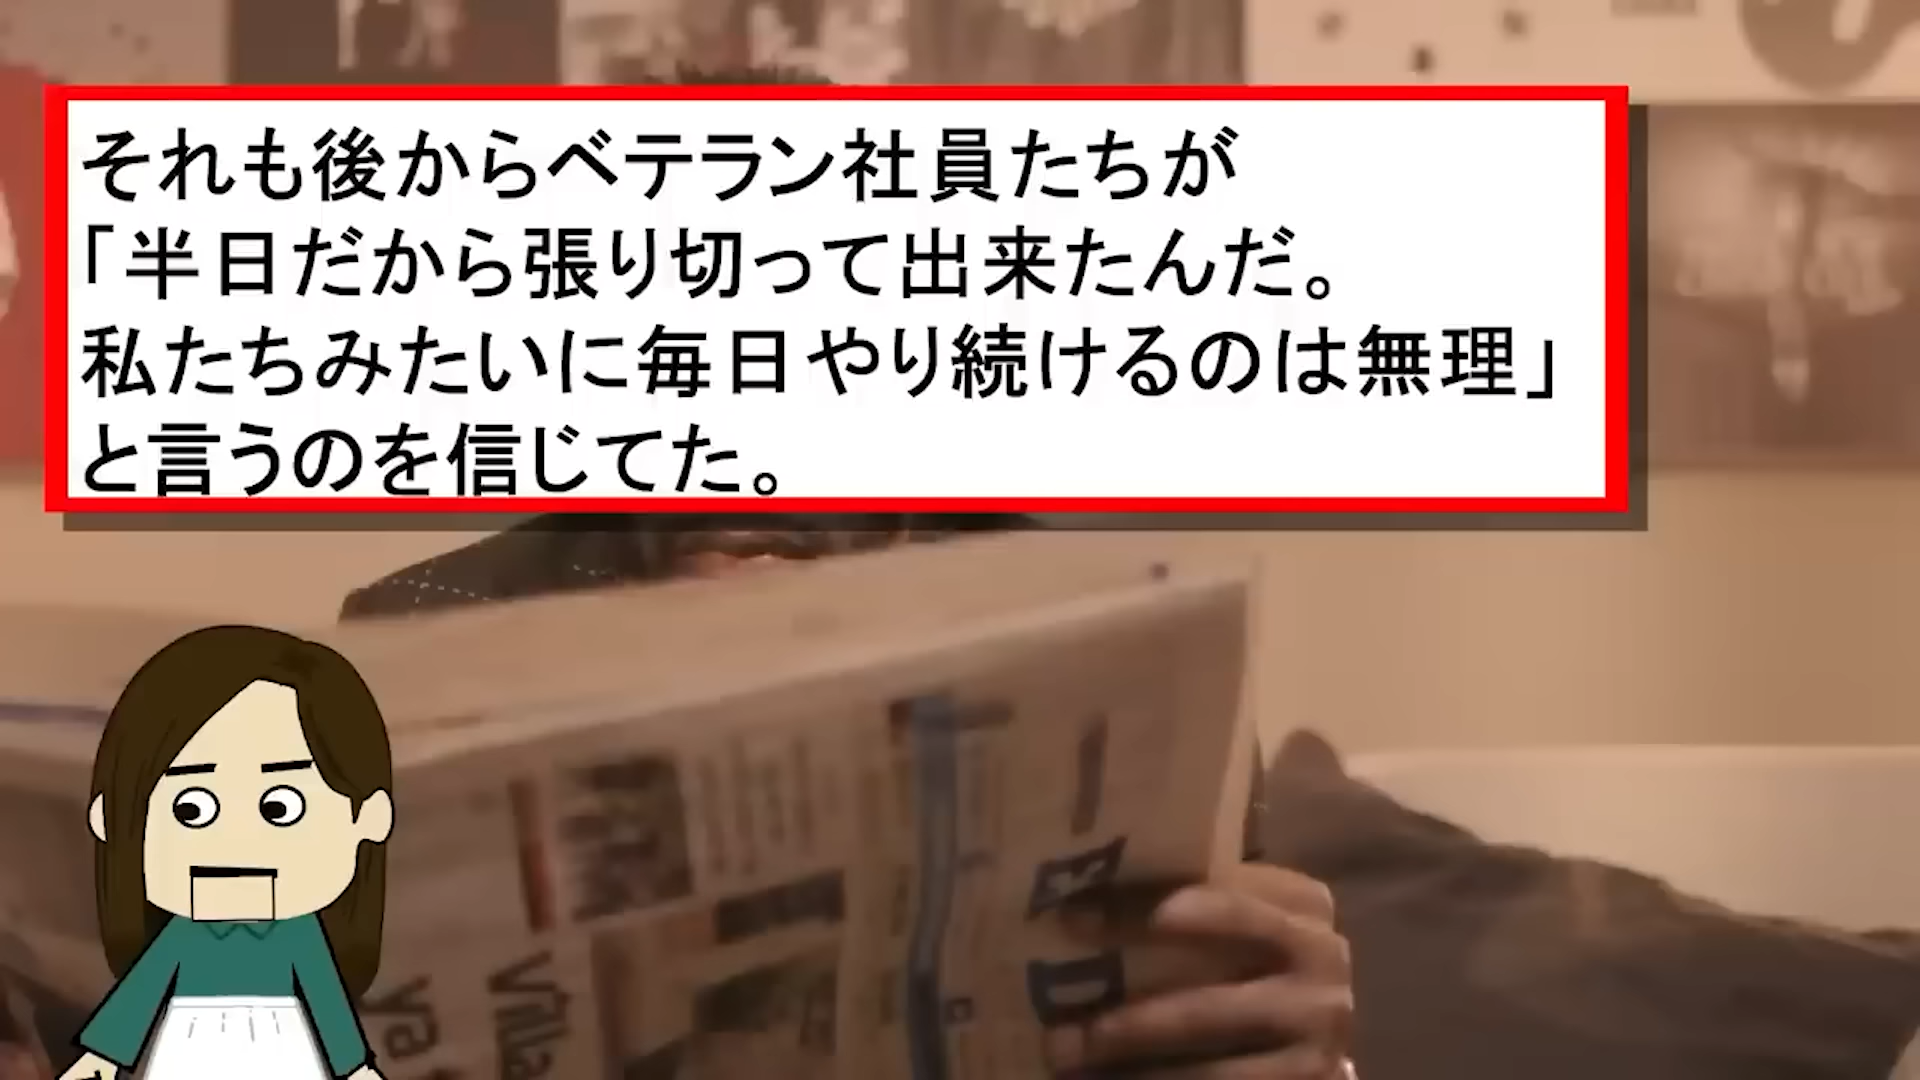 それも後からベテラン社員たちが
「半日だから張り切って出来たんだ。
私たちみたいに毎日やり続けるのは無理」
と言うのを信じてた。
Villa
ya